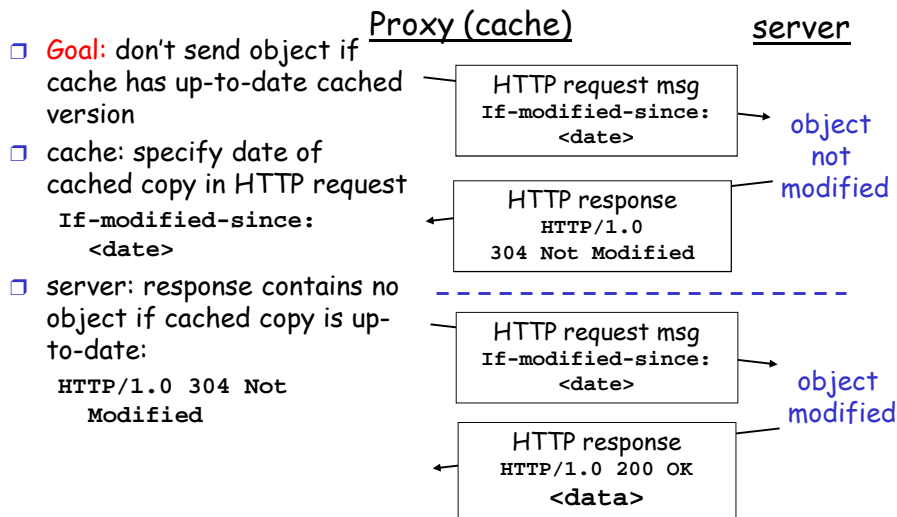 Goal: don't send object if
cache has up-to-date cached
version
cache: specify date of
cached copy in HTTP request
If-modified-since:
<date>
server: response contains no
object if cached copy is up-
to-date:
HTTP/1.0 304 Not
Modified
Proxy (cache)
server
HTTP request msg
If-modified-since:
<date>
object
not
modified
HTTP response
HTTP/1.0
304 Not Modified
HTTP request msg
If-modified-since:
<date>
object
modified
HTTP response
HTTP/1.0 200 OK
<data>